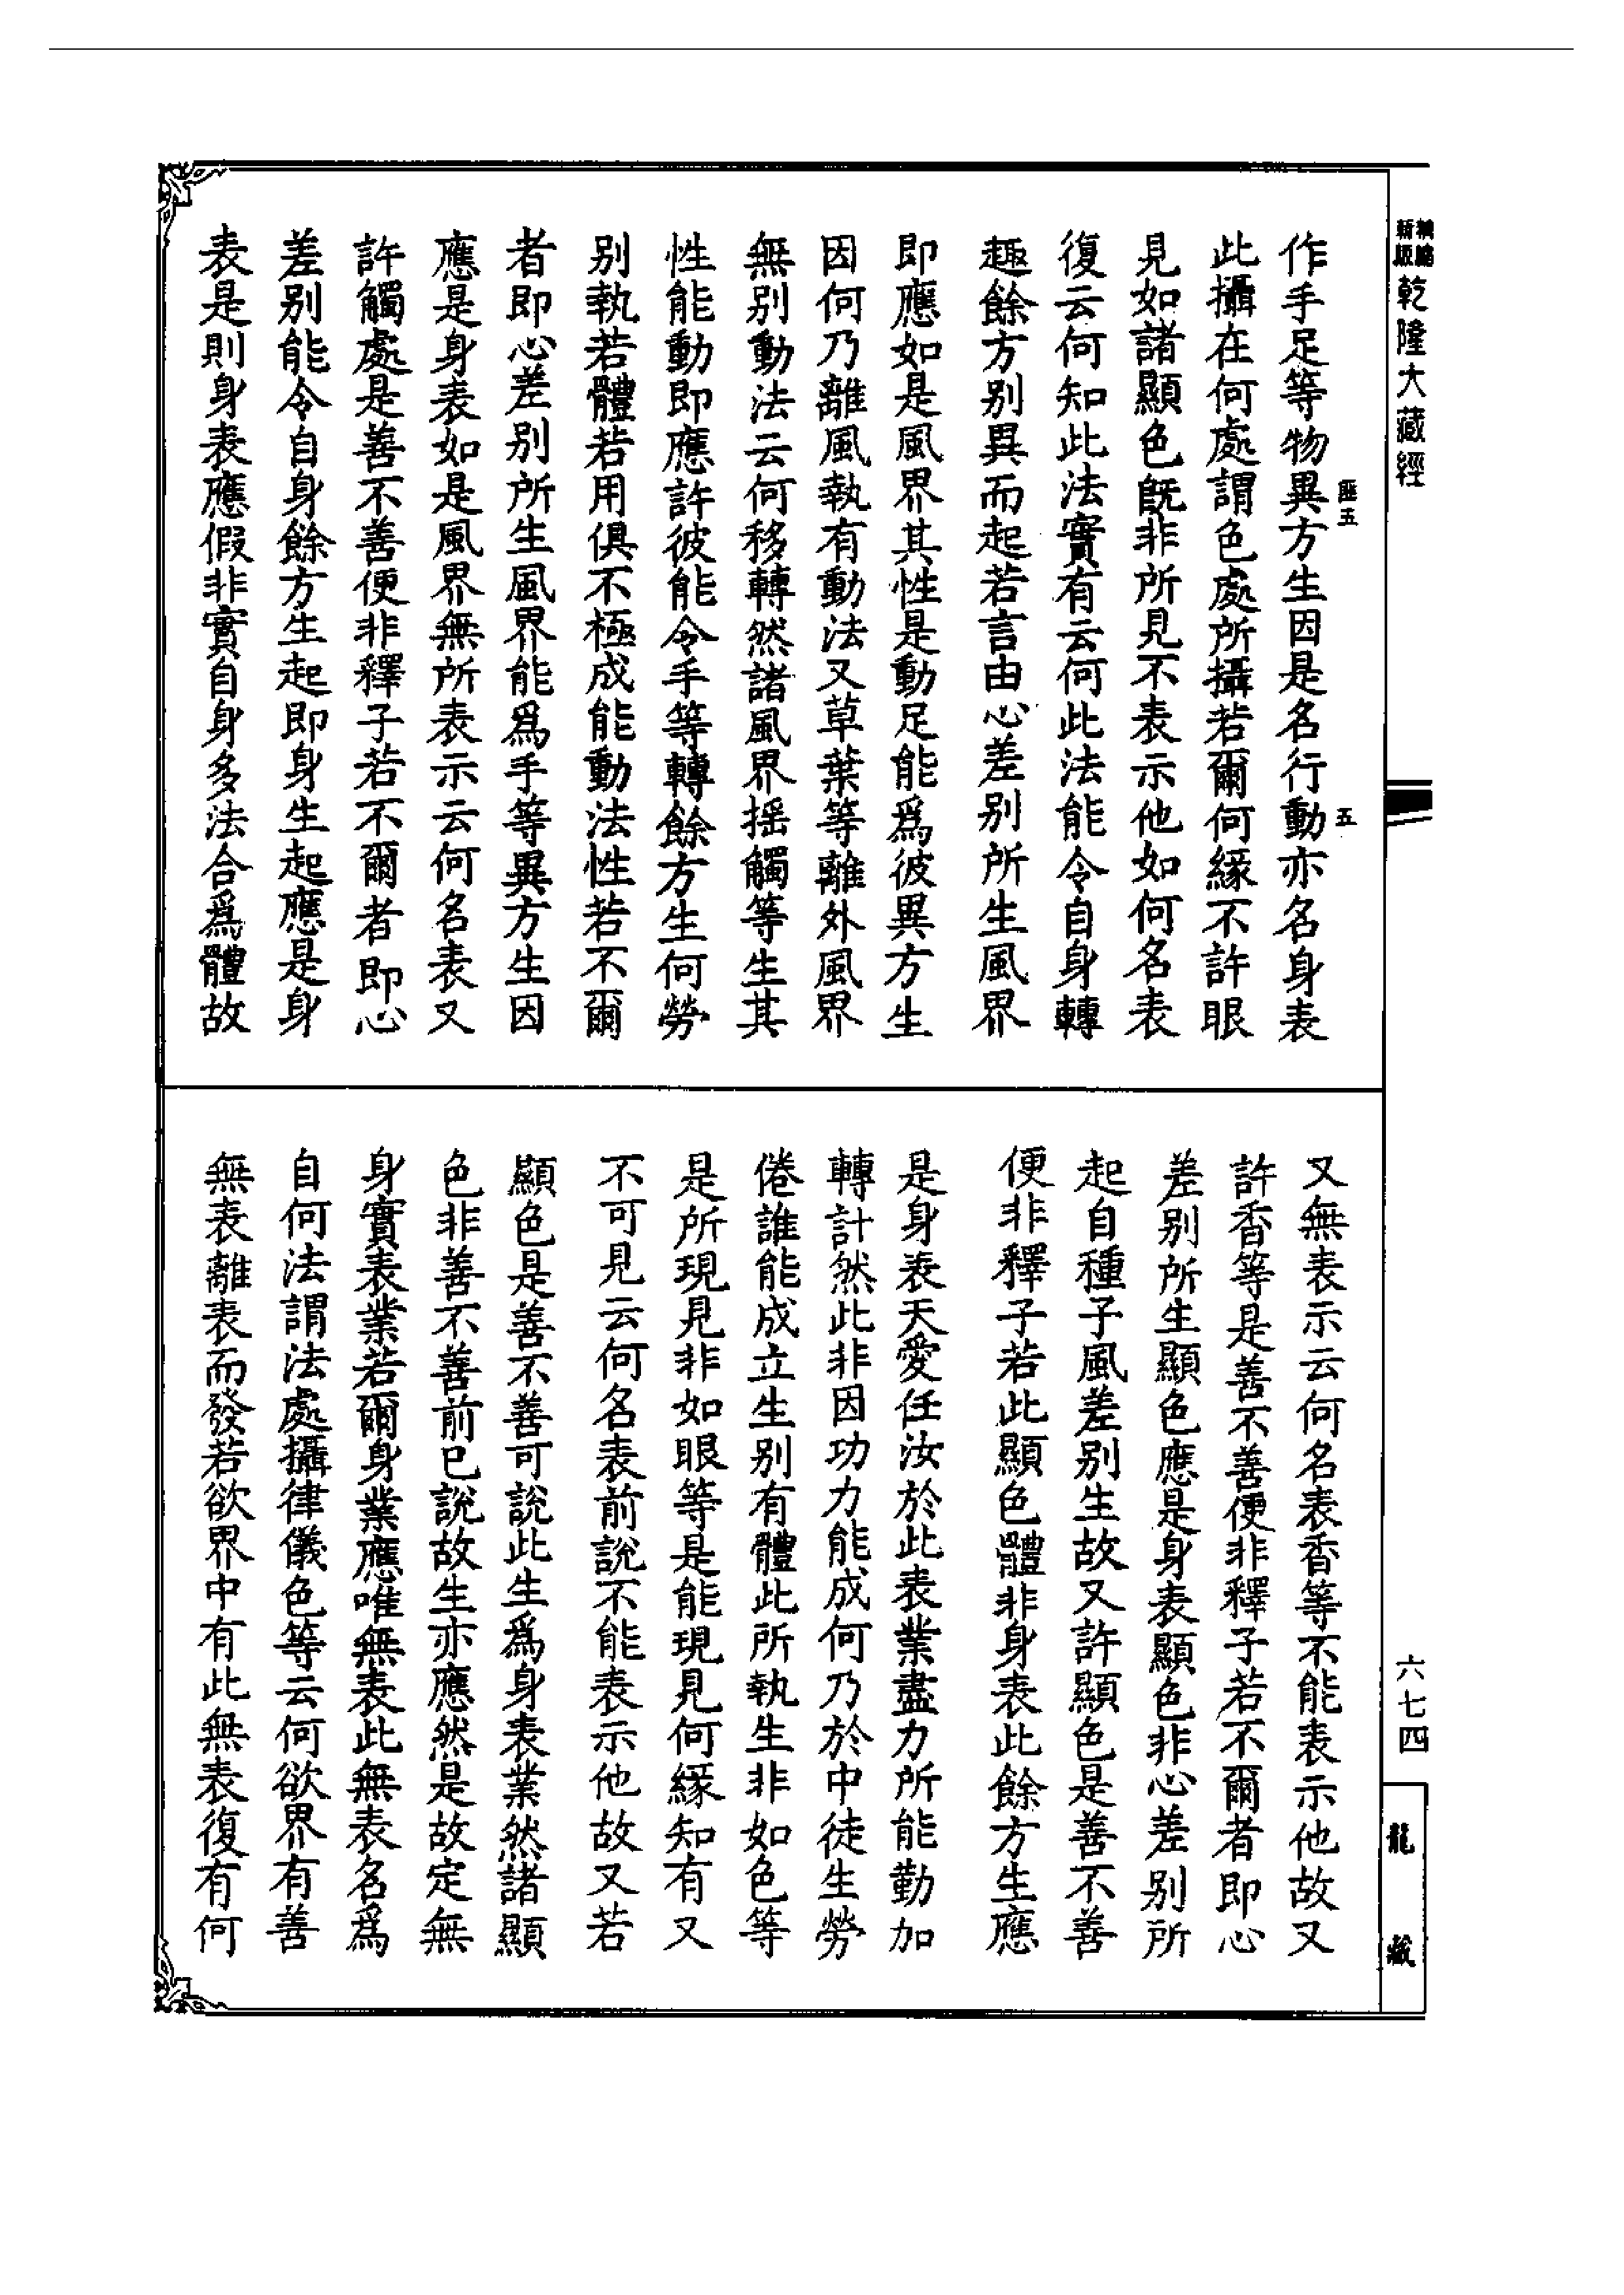 乾隆大藏經
匪五
五
作手足等物異方生因是名行動亦名身表
此攝在何處謂色處所攝若爾何緣不許眼
見如諸顯色旣非所見不表示他如何名表
復云何知此法實有云何此法能令自身轉
趣餘方别異而起若言由心差别所生風界
即應如是風界其性是動足能爲彼異方生
因何乃離風執有動法又草葉等離外風界
無别動法云何移轉然諸風界摇觸等生其
性能動即應許彼能令手等轉餘方生何勞
别執若體若用俱不極成能動法性若不爾
者即心差别所生風界能爲手等異方生因
應是身表如是風界無所表示云何名表又
許觸處是善不善便非釋子若不爾者即心
差别能令自身餘方生起即身生起應是身
表是則身表應假非實自身多法合爲體故
又無表示云何名表香等不能表示他故又
許香等是善不善便非釋子若不爾者即心
差别所生顯色應是身表顯色非心差别所
起自種子風差别生故又許顯色是善不善
便非釋子若此顯色體非身表此餘方生應
是身表天愛任汝於此表業盡力所能勤加
轉計然此非因功力能成何乃於中徒生勞
倦誰能成立生别有體此所執生非如色等
是所現見非如眼等是能現見何緣知有又
不可見云何名表前說不能表示他故又若
顯色是善不善可說此生爲身表業然諸顯
色非善不善前已說故生亦應然是故定無
身實表業若爾身業應唯無表此無表名爲
自何法謂法處攝律儀色等云何欲界有善
無表離表而發若欲界中有此無表復有何
六七四
龍藏